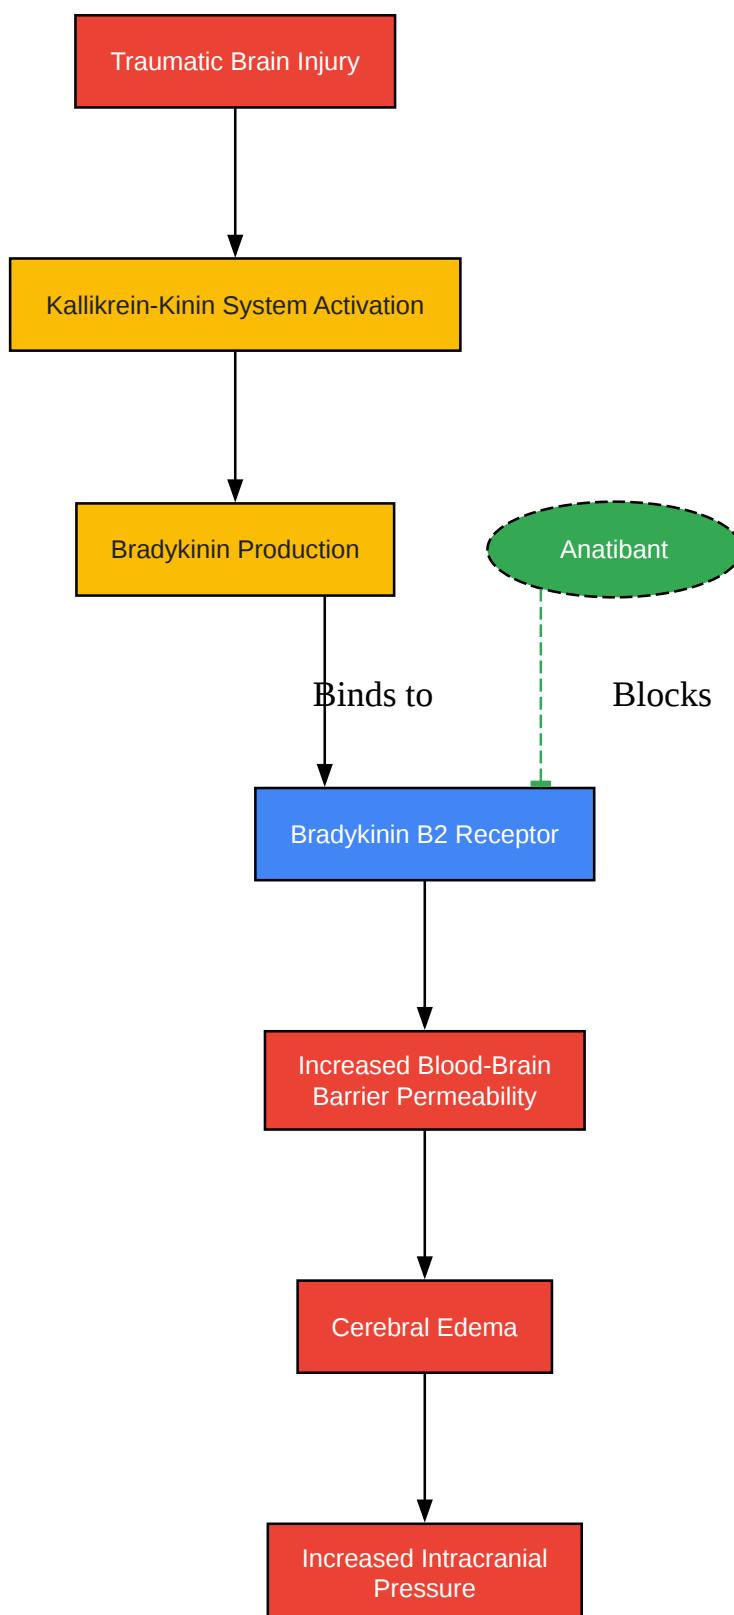 Traumatic Brain Injury
Kallikrein-Kinin System Activation
Bradykinin Production
Anatibant
Binds to
Blocks
Bradykinin B2 Receptor
Increased Blood-Brain
Barrier Permeability
Cerebral Edema
Increased Intracranial
Pressure